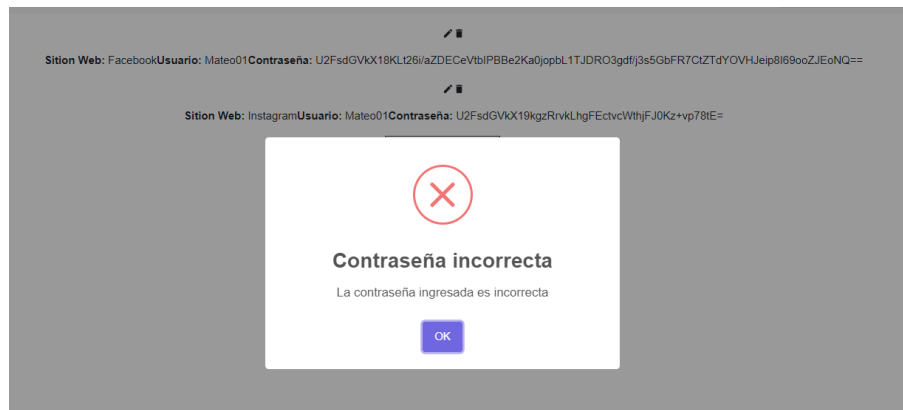 Sition Web: FacebookUsuario: Mateo01Contraseña: U2FsdGVkX18KLt26i/aZDECeVtbIPBBe2Ka0jopbL1TJDRO3gdf/j3s5GbFR7CtZTdYOVHJeip8I69ooZJEoNQ==
Sition Web: InstagramUsuario: Mateo01Contraseña: U2FsdGVkX19kgzRrvkLhgFEctvcWthjFJ0Kz+vp78tE=
Contraseña incorrecta
La contraseña ingresada es incorrecta
OK